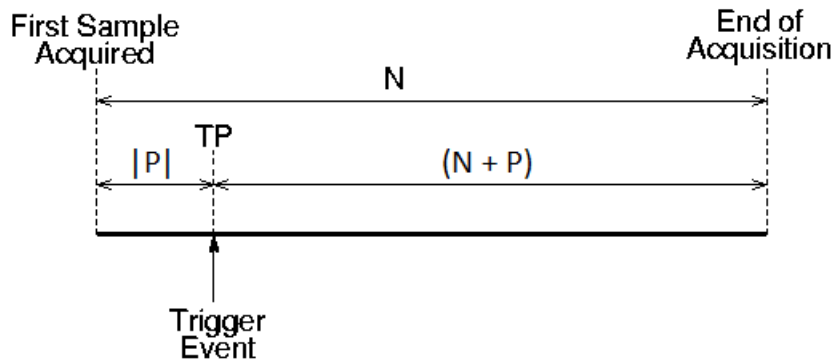 First Sample
Acquired
End of
Acquisition
N
TP
|P|
(N + P)
Trigger
Event